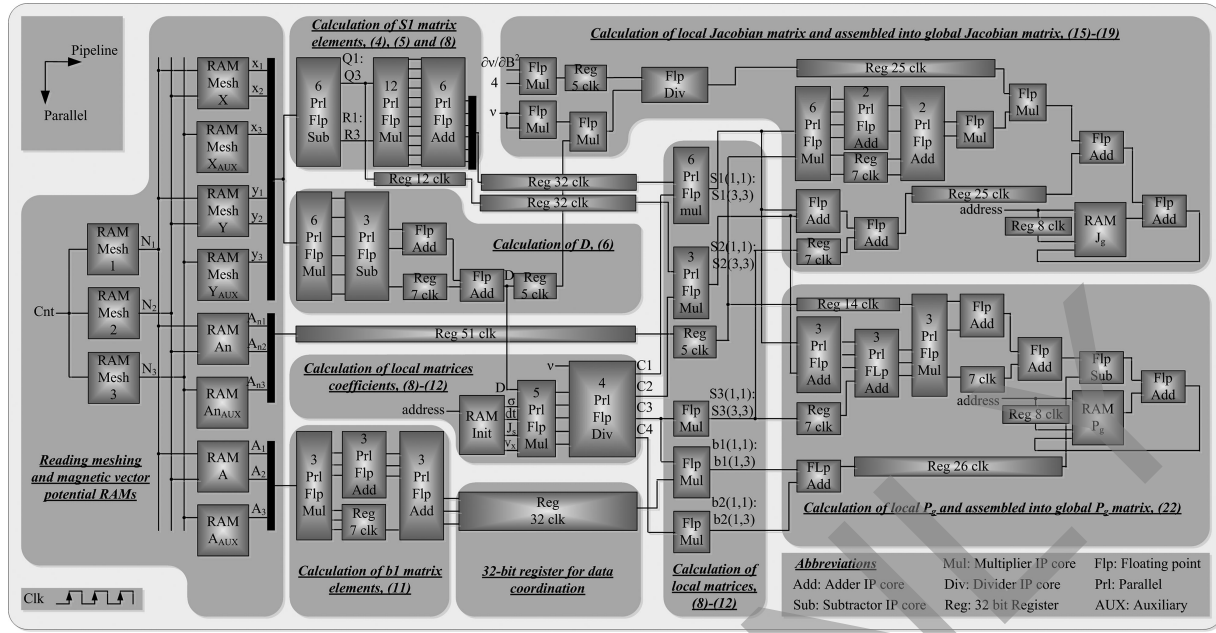 Pipeline
Parallel
Cnt
RAM
Mesh
1
RAM
Mesh
2
RAM
Mesh
3
N₁
N₂
N₃
Reading meshing
and magnetic vector
potential RAMs
Clk
RAM
Mesh
X
x₁
x₂
RAM
Mesh
X_AUX
x₃
RAM
Mesh
Y
y₁
y₂
RAM
Mesh
Y_AUX
y₃
RAM
An
A_n1
A_n2
RAM
An_AUX
A_n3
RAM
A
A₁
A₂
RAM
A_AUX
A₃
Calculation of S1 matrix
elements, (4), (5) and (8)
6
Prl
Flp
Sub
Q1:
Q3
R1:
R3
12
Prl
Flp
Mul
6
Prl
Flp
Add
Reg 12 clk
Reg 32 clk
Reg 32 clk
6
Prl
Flp
Mul
3
Prl
Flp
Sub
Flp
Add
Reg
7 clk
Flp
Add
D
Reg
5 clk
Calculation of D, (6)
Reg 51 clk
Calculation of local matrices
coefficients, (8)-(12)
address
RAM
Init
D
σ
dt
J_s
ν_x
5
Prl
Flp
Mul
ν
4
Prl
Flp
Div
C1
C2
C3
C4
3
Prl
Flp
Mul
3
Prl
Flp
Add
Reg
7 clk
3
Prl
Flp
Add
Calculation of b1 matrix
elements, (11)
Reg
32 clk
32-bit register for data
coordination
Calculation of local Jacobian matrix and assembled into global Jacobian matrix, (15)-(19)
∂ν/∂B²
4
ν
Flp
Mul
Reg
5 clk
Flp
Mul
Flp
Mul
Flp
Div
Reg 25 clk
6
Prl
Flp
Mul
2
Prl
Flp
Add
Reg
7 clk
2
Prl
Flp
Add
Flp
Mul
Flp
Mul
Flp
Add
Flp
Add
Reg
7 clk
Flp
Add
Reg 25 clk
address
Reg 8 clk
RAM
J_g
Flp
Add
6
Prl
Flp
mul
S1(1,1):
S1(3,3)
3
Prl
Flp
Mul
S2(1,1):
S2(3,3)
Reg
5 clk
Flp
Mul
S3(1,1):
S3(3,3)
Flp
Mul
b1(1,1):
b1(1,3)
Flp
Mul
b2(1,1):
b2(1,3)
Calculation of
local matrices,
(8)-(12)
Reg 14 clk
3
Prl
Flp
Add
Reg
7 clk
3
Prl
FLp
Add
3
Prl
Flp
Mul
Flp
Add
7 clk
Flp
Add
Flp
Sub
address
Reg 8 clk
RAM
P_g
Flp
Add
FLp
Add
Reg 26 clk
Calculation of local P_g and assembled into global P_g matrix, (22)
Abbreviations
Mul: Multiplier IP core
Flp: Floating point
Add: Adder IP core
Div: Divider IP core
Prl: Parallel
Sub: Subtractor IP core
Reg: 32 bit Register
AUX: Auxiliary